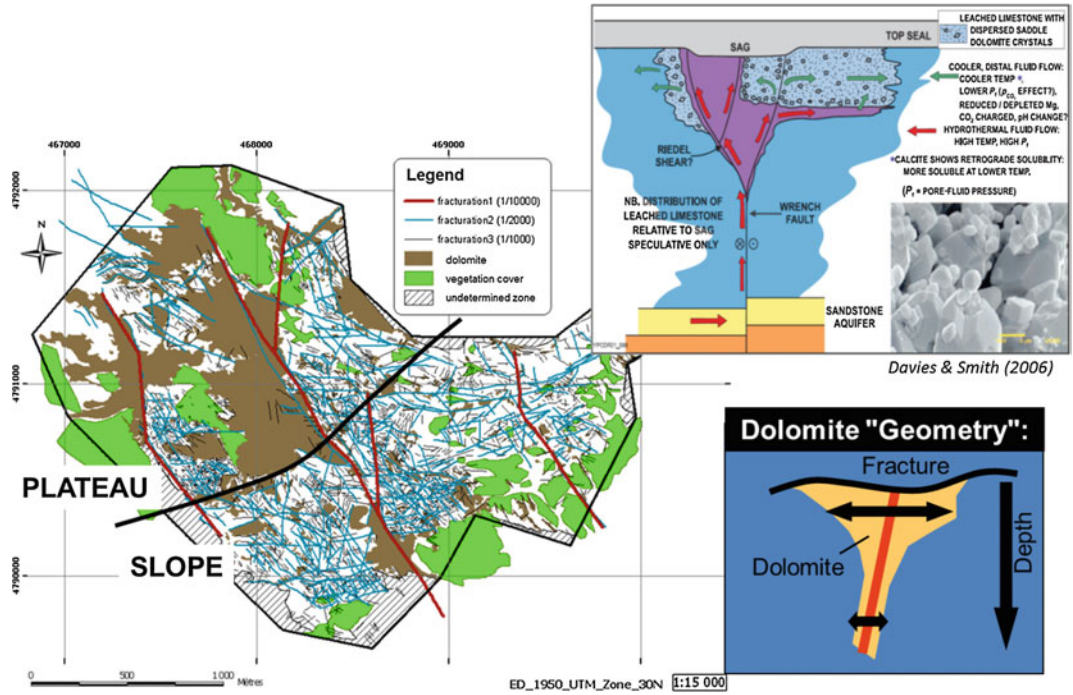 467000
468000
469000
4792000
4791000
4790000
N
Legend
fracturation1 (1/10000)
fracturation2 (1/2000)
fracturation3 (1/1000)
dolomite
vegetation cover
undetermined zone
PLATEAU
SLOPE
0
500
1 000
Mètres
ED_1950_UTM_Zone_30N
1:15 000
SAG
TOP SEAL
LEACHED LIMESTONE WITH
DISPERSED SADDLE
DOLOMITE CRYSTALS
COOLER, DISTAL FLUID FLOW:
COOLER TEMP *,
LOWER Pf (pCO2 EFFECT?),
REDUCED / DEPLETED Mg,
CO2 CHARGED, pH CHANGE?
HYDROTHERMAL FLUID FLOW:
HIGH TEMP, HIGH Pf
*CALCITE SHOWS RETROGRADE SOLUBILITY:
MORE SOLUBLE AT LOWER TEMP.
(Pf = PORE-FLUID PRESSURE)
RIEDEL
SHEAR?
NB. DISTRIBUTION OF
LEACHED LIMESTONE
RELATIVE TO SAG
SPECULATIVE ONLY
WRENCH
FAULT
SANDSTONE
AQUIFER
Davies & Smith (2006)
Dolomite "Geometry":
Fracture
Dolomite
Depth